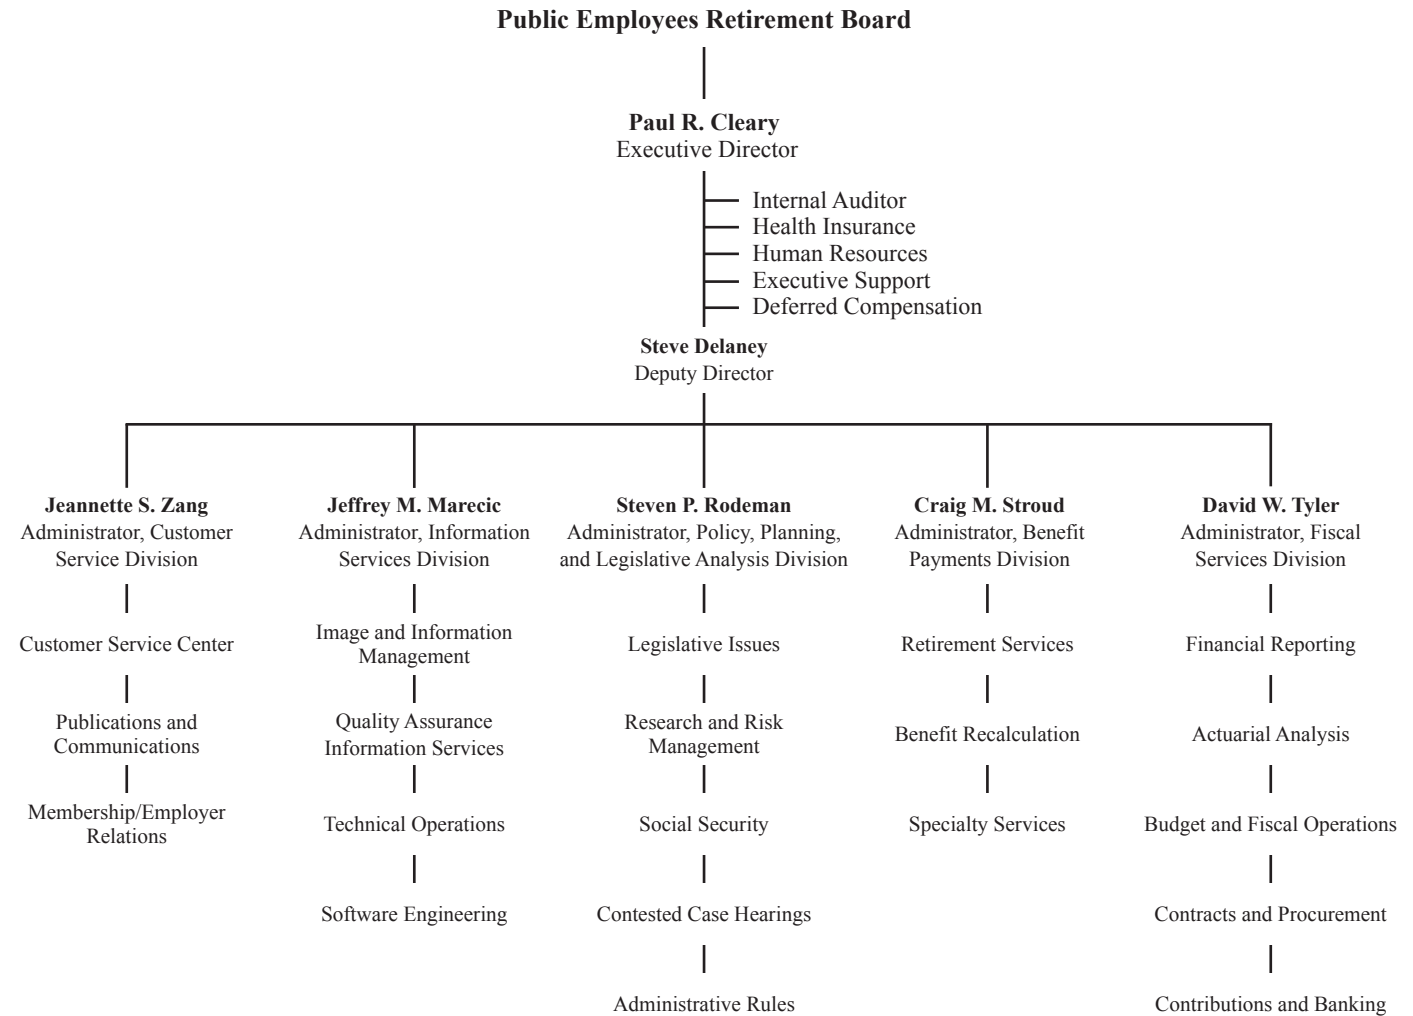 Public Employees Retirement Board
Paul R. Cleary
Executive Director
Internal Auditor
Health Insurance
Human Resources
Executive Support
Deferred Compensation
Steve Delaney
Deputy Director
Jeannette S. Zang
Administrator, Customer
Service Division
Customer Service Center
Publications and
Communications
Membership/Employer
Relations
Jeffrey M. Marecic
Administrator, Information
Services Division
Image and Information
Management
Quality Assurance
Information Services
Technical Operations
Software Engineering
Steven P. Rodeman
Administrator, Policy, Planning,
and Legislative Analysis Division
Legislative Issues
Research and Risk
Management
Social Security
Contested Case Hearings
Administrative Rules
Craig M. Stroud
Administrator, Benefit
Payments Division
Retirement Services
Benefit Recalculation
Specialty Services
David W. Tyler
Administrator, Fiscal
Services Division
Financial Reporting
Actuarial Analysis
Budget and Fiscal Operations
Contracts and Procurement
Contributions and Banking